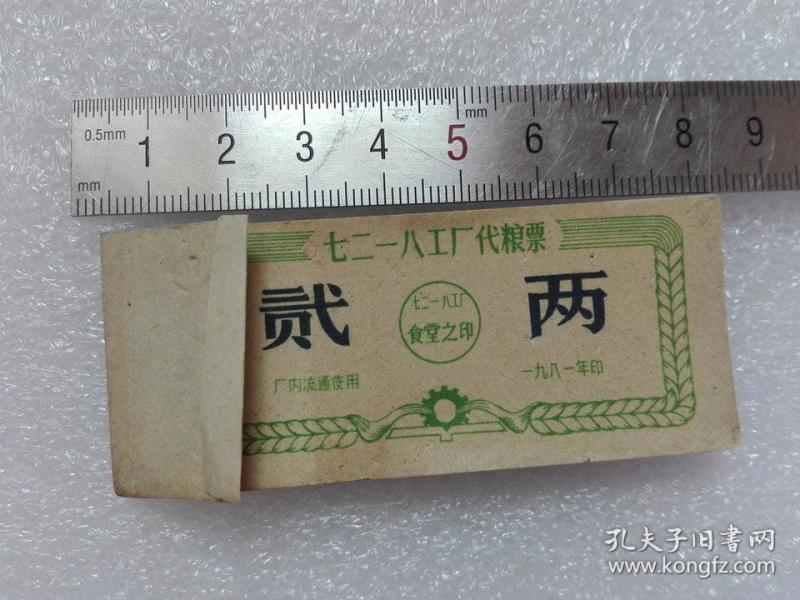 0.5mm
mm
1 2 3 4 5 6 7 8 9
mm
七二一八工厂代粮票
贰 两
七二一八工厂
食堂之印
厂内流通使用
一九八一年印
孔夫子旧书网
www.kongfz.com